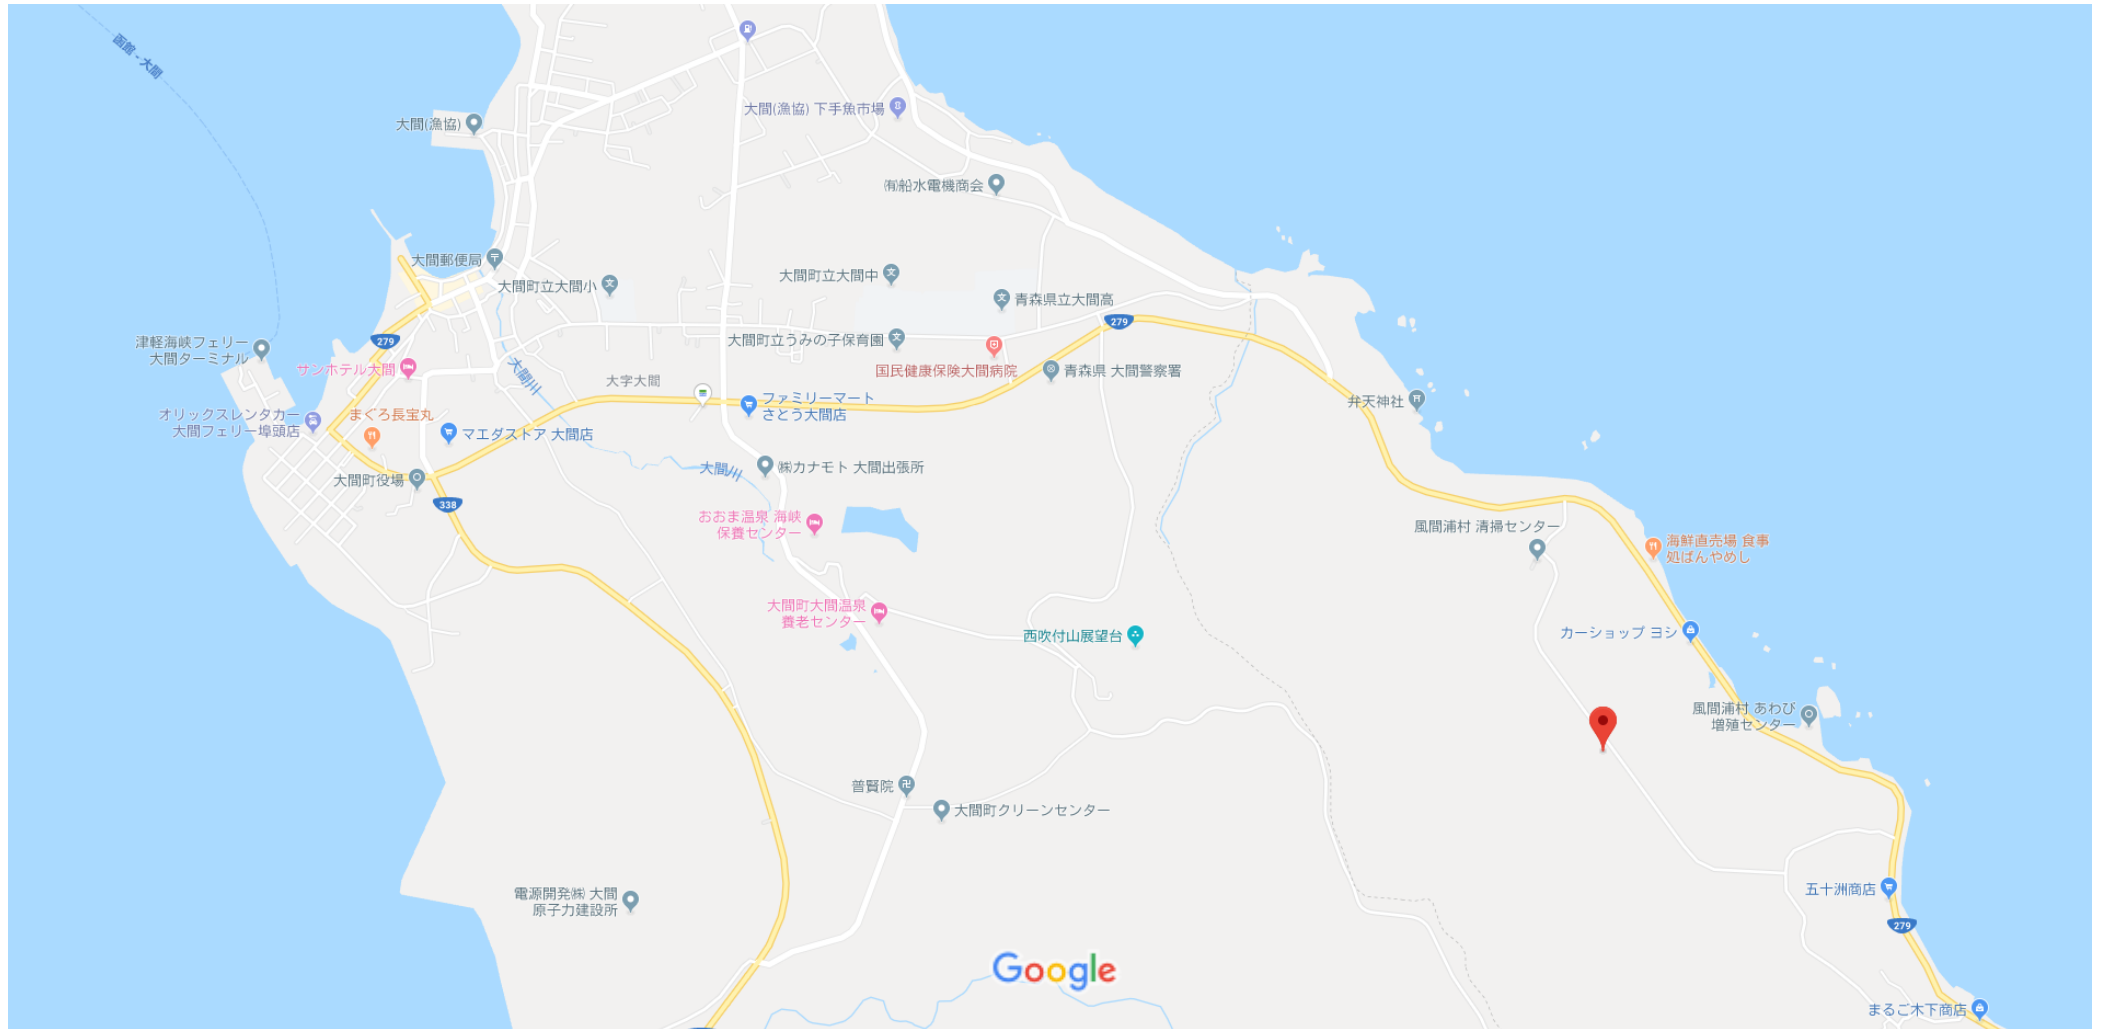 函館 - 大間
大間(漁協)
大間(漁協) 下手魚市場
㈲船水電機商会
大間郵便局
大間町立大間小
大間町立大間中
青森県立大間高
279
279
津軽海峡フェリー
大間ターミナル
大間町立うみの子保育園
サンホテル大間
大間川
大字大間
国民健康保険大間病院
青森県 大間警察署
オリックスレンタカー
大間フェリー埠頭店
まぐろ長宝丸
ファミリーマート
さとう大間店
弁天神社
マエダストア 大間店
大間川
㈱カナモト 大間出張所
大間町役場
338
おおま温泉 海峡
保養センター
風間浦村 清掃センター
海鮮直売場 食事
処ばんやめし
大間町大間温泉
養老センター
西吹付山展望台
カーショップ ヨシ
風間浦村 あわび
増殖センター
普賢院
大間町クリーンセンター
電源開発㈱ 大間
原子力建設所
五十洲商店
279
Google
まるご木下商店